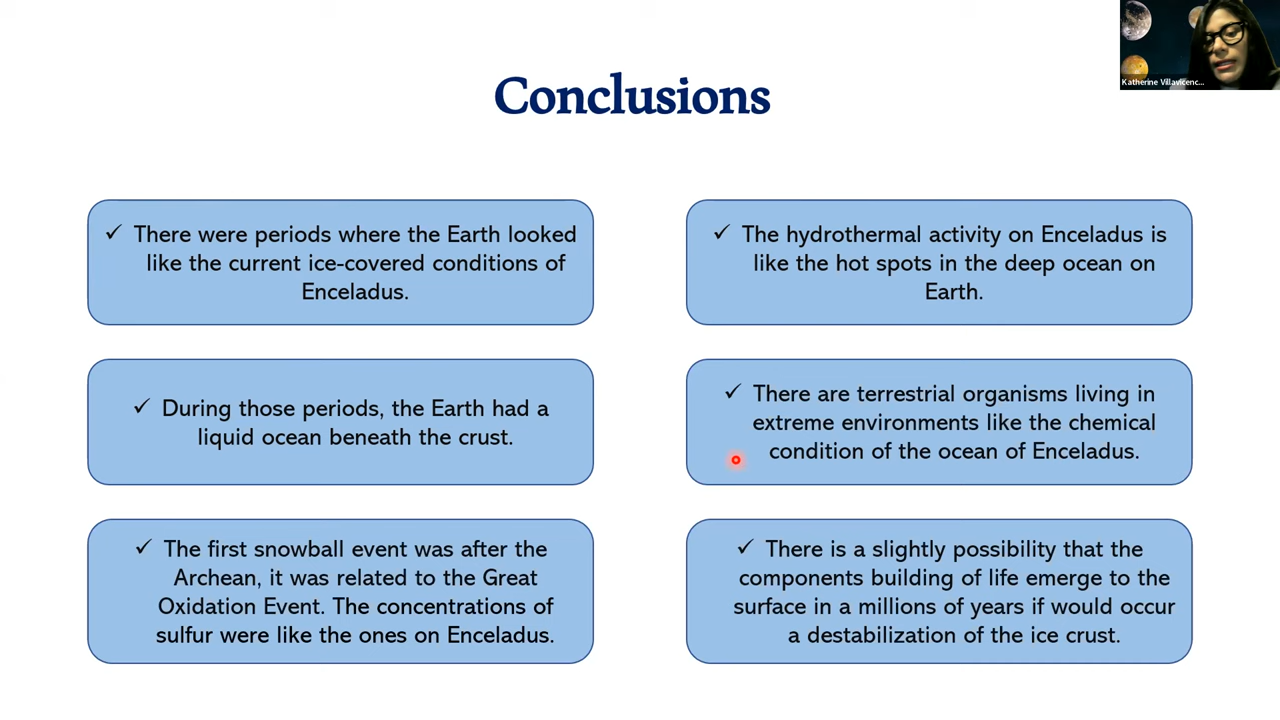 Katherine Villavicenc...
Conclusions
✓ There were periods where the Earth looked
like the current ice-covered conditions of
Enceladus.
✓ During those periods, the Earth had a
liquid ocean beneath the crust.
✓ The first snowball event was after the
Archean, it was related to the Great
Oxidation Event. The concentrations of
sulfur were like the ones on Enceladus.
✓ The hydrothermal activity on Enceladus is
like the hot spots in the deep ocean on
Earth.
✓ There are terrestrial organisms living in
extreme environments like the chemical
condition of the ocean of Enceladus.
✓ There is a slightly possibility that the
components building of life emerge to the
surface in a millions of years if would occur
a destabilization of the ice crust.